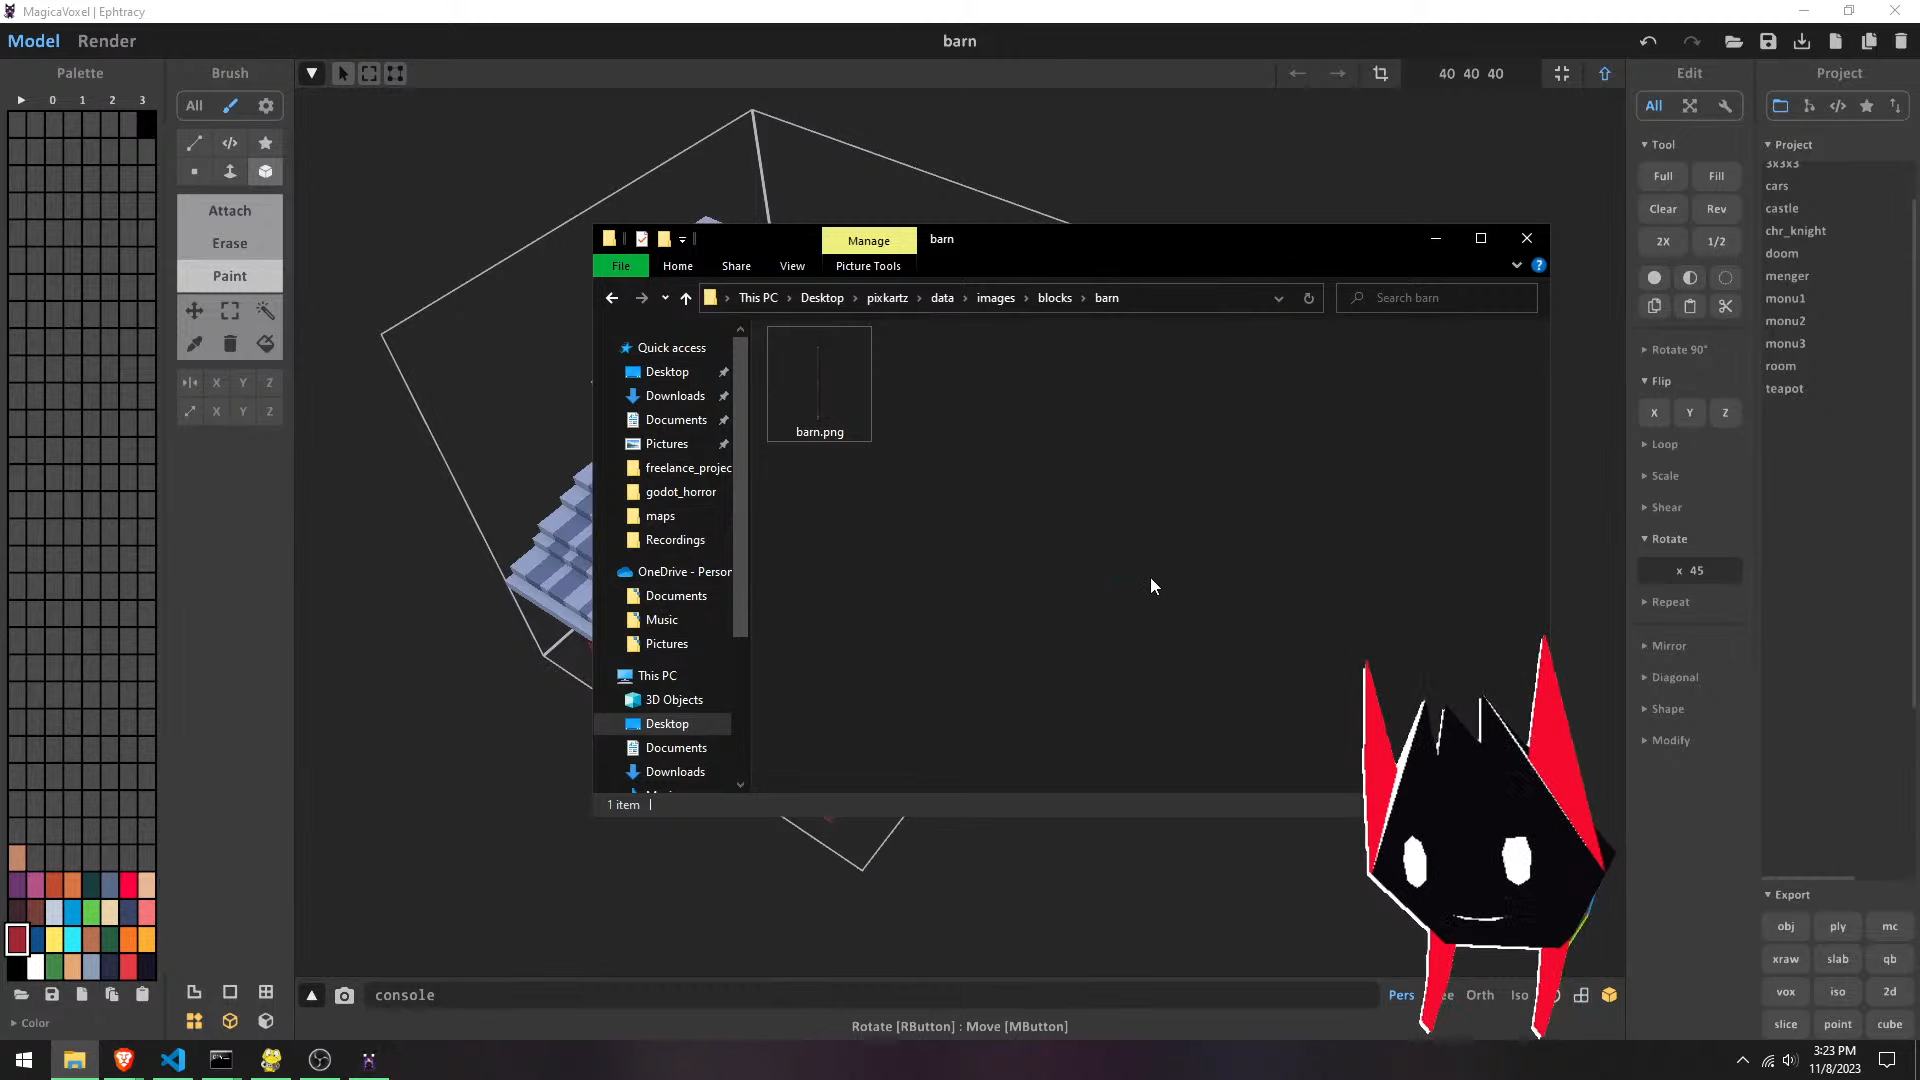 MagicaVoxel | Ephtracy
Model Render
barn
Palette
Brush
40 40 40
Edit
Project
0 1 2 3
All
All
Tool
Full Fill
Clear Rev
2X 1/2
Rotate 90°
Flip
X Y Z
Loop
Scale
Shear
Rotate
x 45
Repeat
Mirror
Diagonal
Shape
Modify
Project
3x3x3
cars
castle
chr_knight
doom
menger
monu1
monu2
monu3
room
teapot
Attach
Erase
Paint
X Y Z
X Y Z
Manage
barn
File Home Share View Picture Tools
This PC Desktop pixkartz data images blocks barn
Search barn
Quick access
Desktop
Downloads
Documents
Pictures
freelance_projec
godot_horror
maps
Recordings
OneDrive - Person
Documents
Music
Pictures
This PC
3D Objects
Desktop
Documents
Downloads
barn.png
1 item
Export
obj ply mc
xraw slab qb
vox iso 2d
slice point cube
console
Pers Orth Iso
Color
Rotate [RButton] : Move [MButton]
3:23 PM
11/8/2023